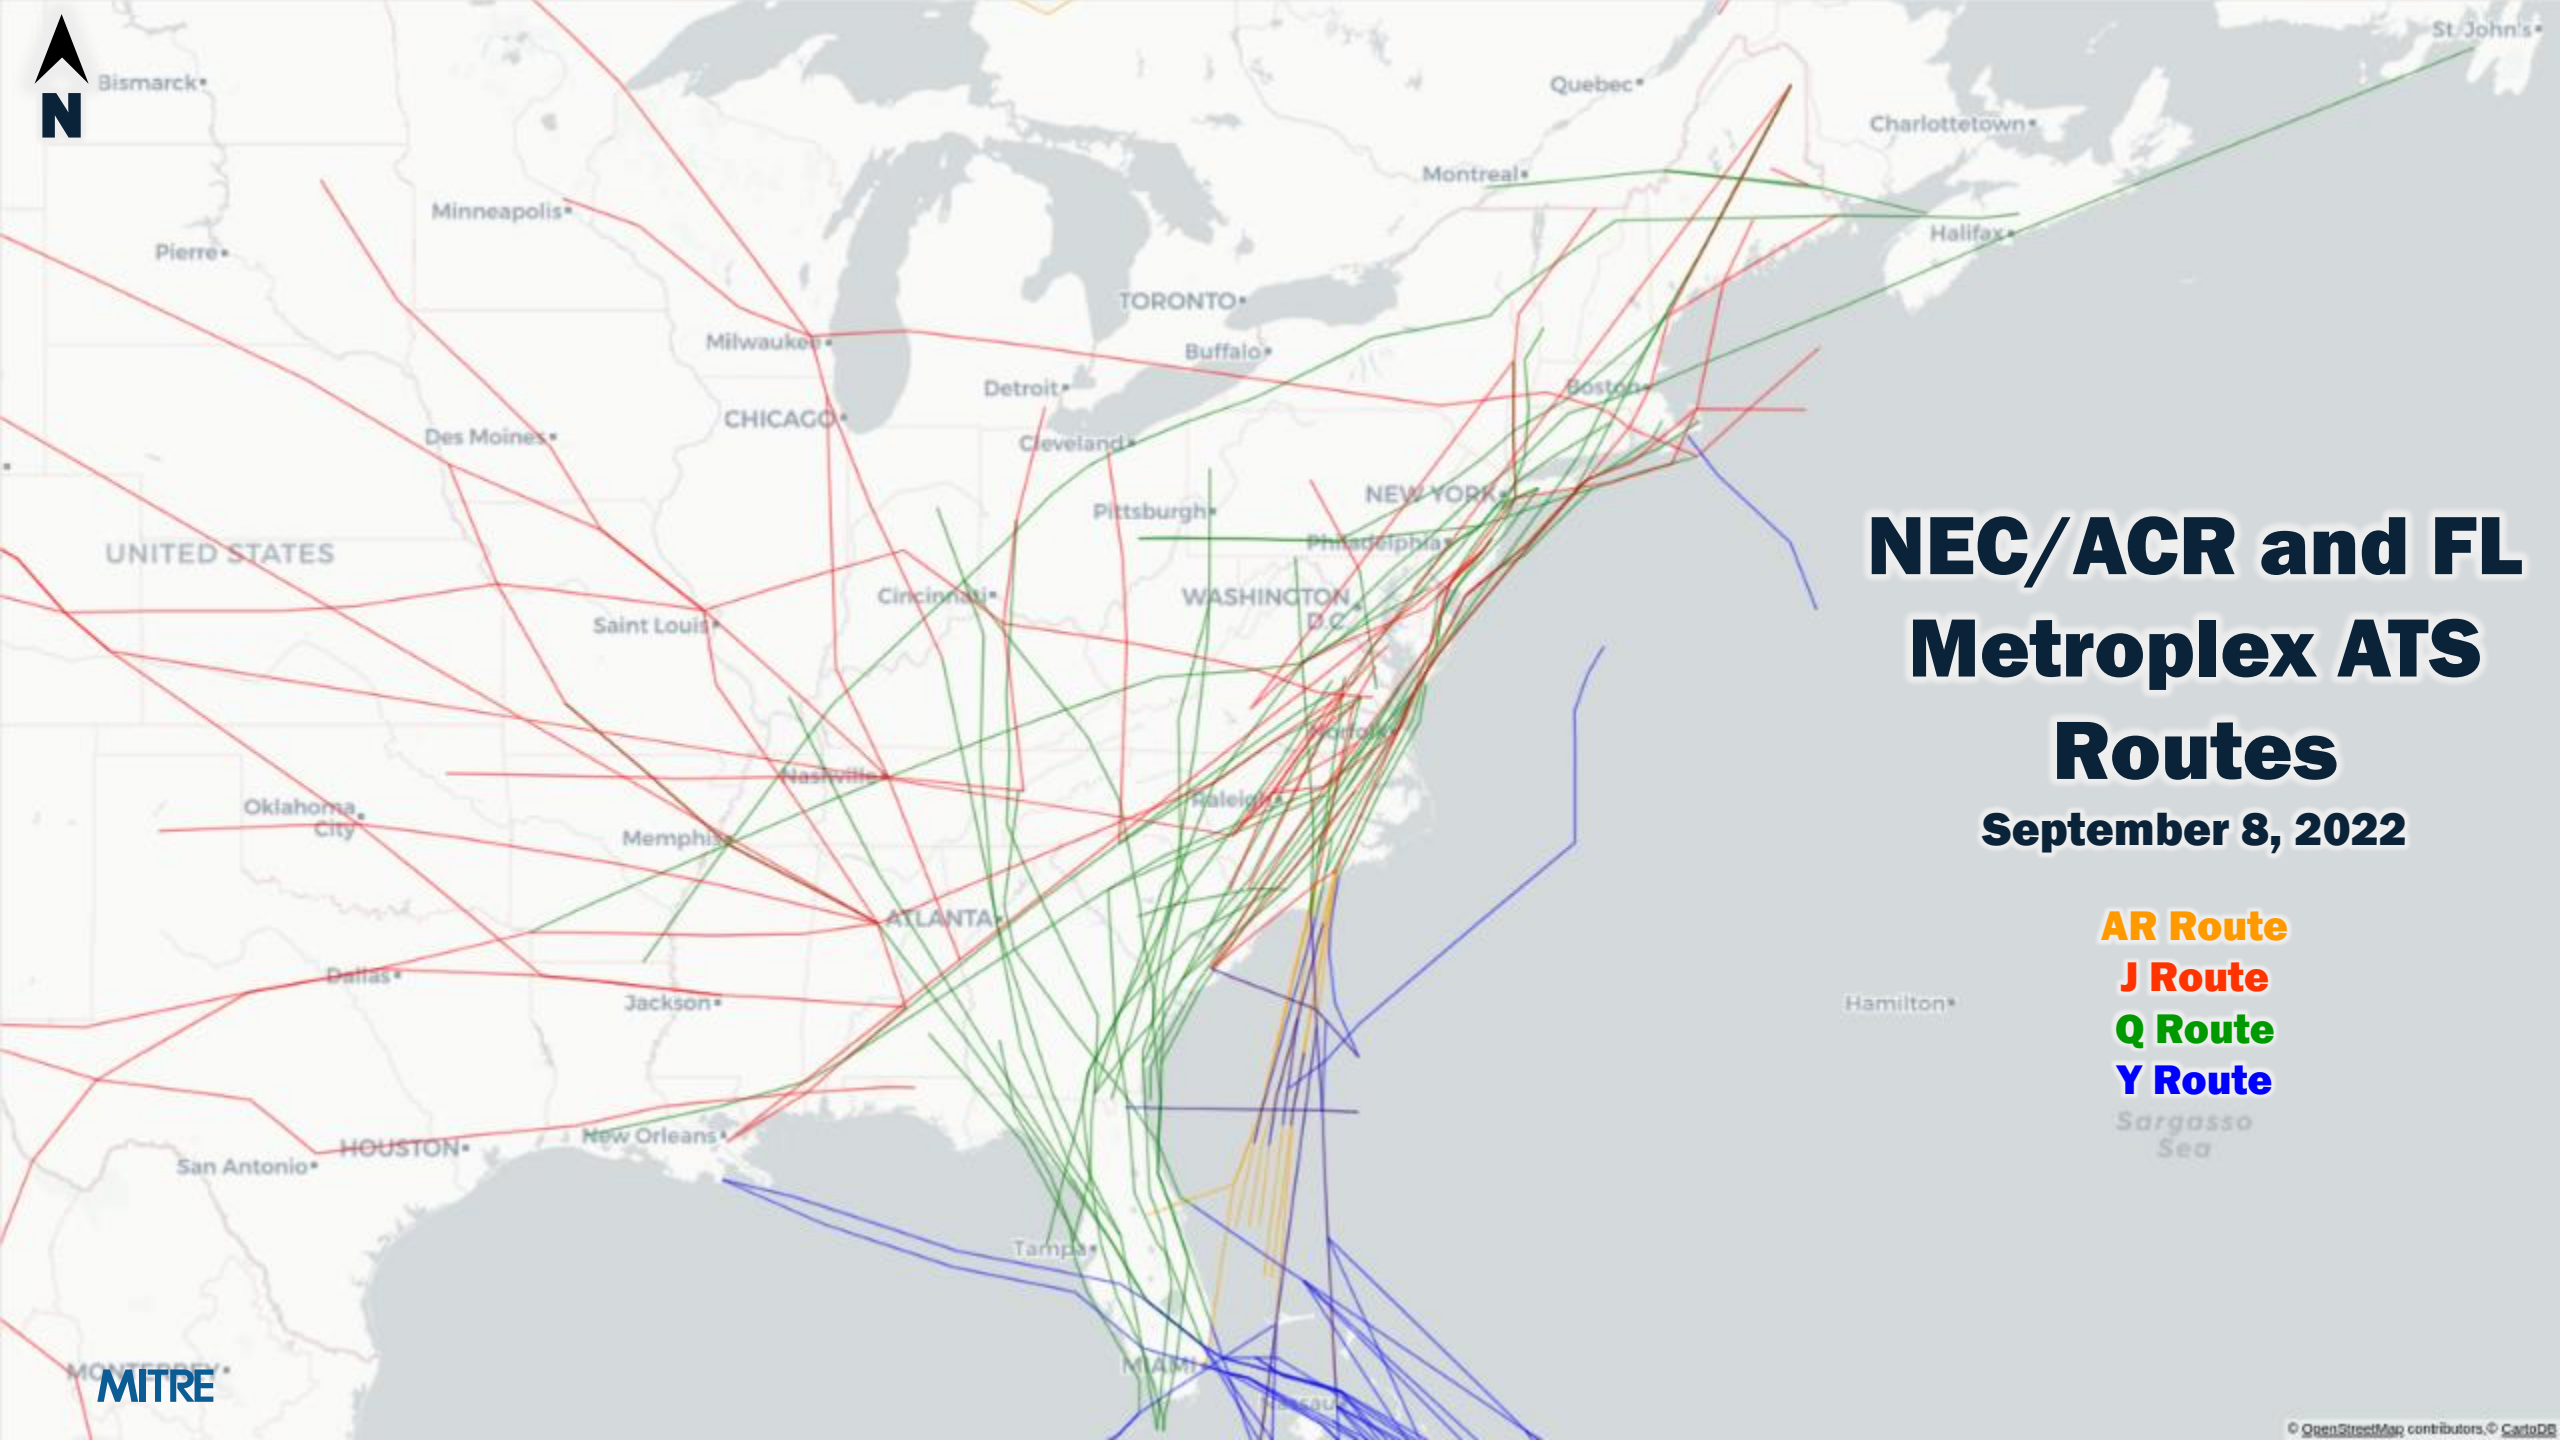 N
Bismarck
Pierre
Minneapolis
Quebec
St. John's
Charlottetown
Montreal
Halifax
TORONTO
Milwaukee
Buffalo
Detroit
Boston
CHICAGO
Des Moines
Cleveland
NEW YORK
Pittsburgh
Philadelphia
UNITED STATES
Cincinnati
WASHINGTON
D.C.
Saint Louis
NEC/ACR and FL
Metroplex ATS
Routes
September 8, 2022
AR Route
J Route
Q Route
Y Route
Norfolk
Nashville
Raleigh
Oklahoma
City
Memphis
ATLANTA
Dallas
Jackson
Hamilton
Sargasso
Sea
New Orleans
HOUSTON
San Antonio
Tampa
MIAMI
Nassau
MONTERREY
MITRE
© OpenStreetMap contributors,© CartoDB